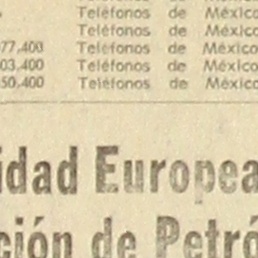 Teléfonos de México
Teléfonos de México
77,400 Teléfonos de México
03,400 Teléfonos de México
50,400 Teléfonos de México
idad Europea
ción de Petró